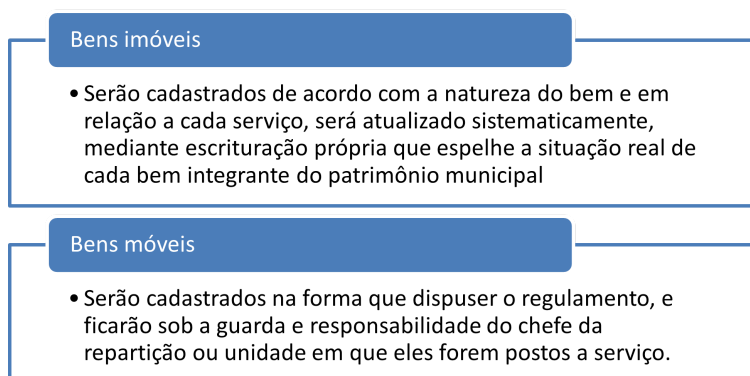 Bens imóveis
• Serão cadastrados de acordo com a natureza do bem e em
relação a cada serviço, será atualizado sistematicamente,
mediante escrituração própria que espelhe a situação real de
cada bem integrante do patrimônio municipal
Bens móveis
• Serão cadastrados na forma que dispuser o regulamento, e
ficarão sob a guarda e responsabilidade do chefe da
repartição ou unidade em que eles forem postos a serviço.